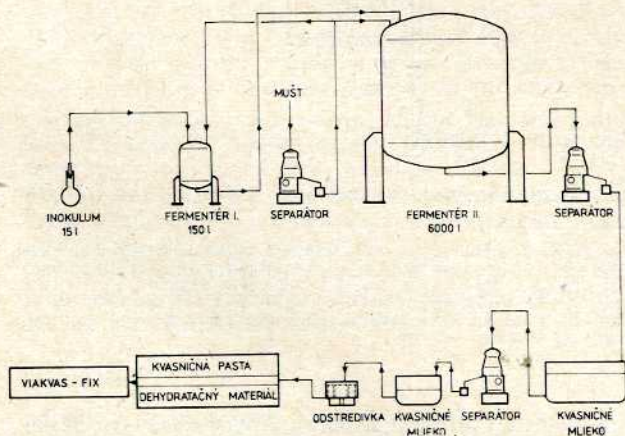 MUŠT
INOKULUM
15 l
FERMENTÉR I.
150 l
SEPARÁTOR
FERMENTÉR II.
6000 l
SEPARÁTOR
VIAKVAS - FIX
KVASNIČNÁ PASTA
DEHYDRATAČNÝ MATERIÁL
ODSTREDIVKA
KVASNIČNÉ
MLIEKO
SEPARÁTOR
KVASNIČNÉ
MLIEKO